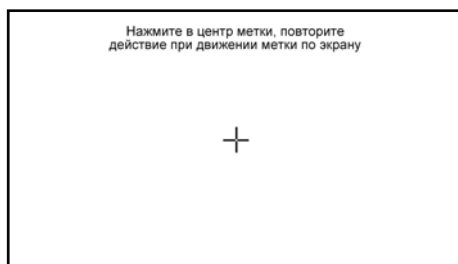 Нажмите в центр метки, повторите
действие при движении метки по экрану